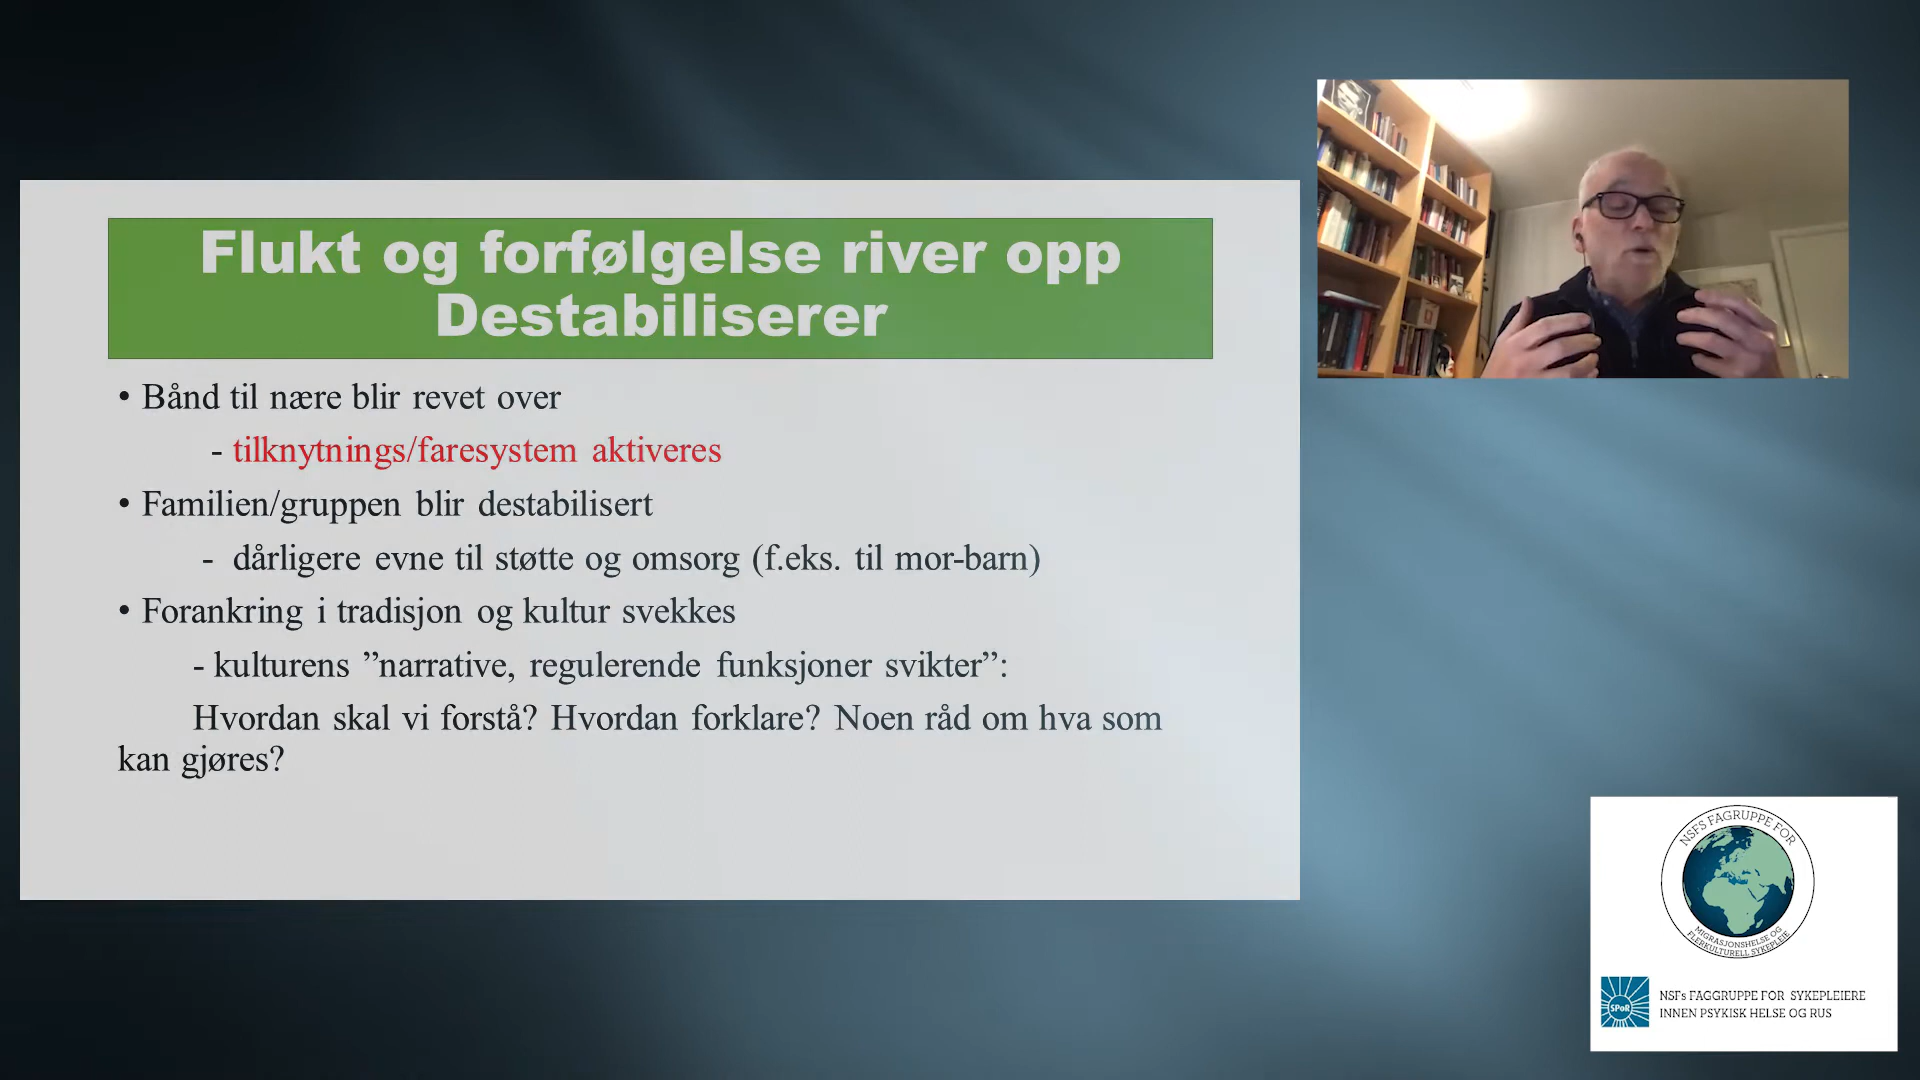 Flukt og forfølgelse river opp
Destabiliserer
• Bånd til nære blir revet over
- tilknytnings/faresystem aktiveres
• Familien/gruppen blir destabilisert
- dårligere evne til støtte og omsorg (f.eks. til mor-barn)
• Forankring i tradisjon og kultur svekkes
- kulturens ”narrative, regulerende funksjoner svikter”:
Hvordan skal vi forstå? Hvordan forklare? Noen råd om hva som
kan gjøres?
NSFS FAGRUPPE FOR
MIGRASJONSHELSE OG
FLERKULTURELL SYKEPLEIE
SPoR
NSFs FAGGRUPPE FOR SYKEPLEIERE
INNEN PSYKISK HELSE OG RUS